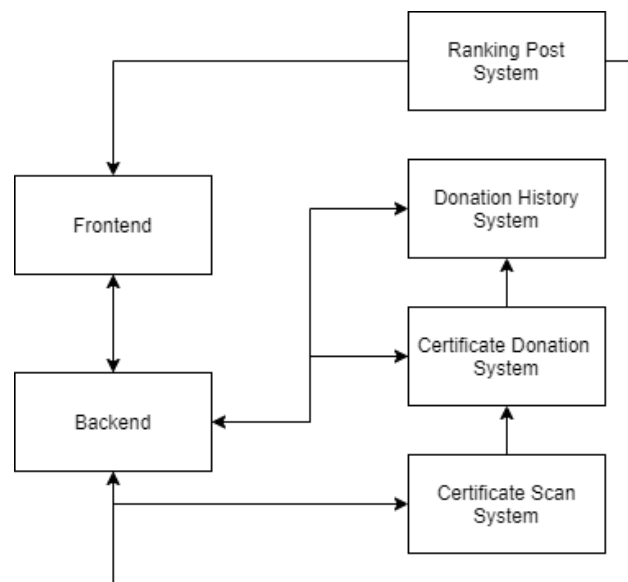 Ranking Post
System
Frontend
Donation History
System
Certificate Donation
System
Backend
Certificate Scan
System